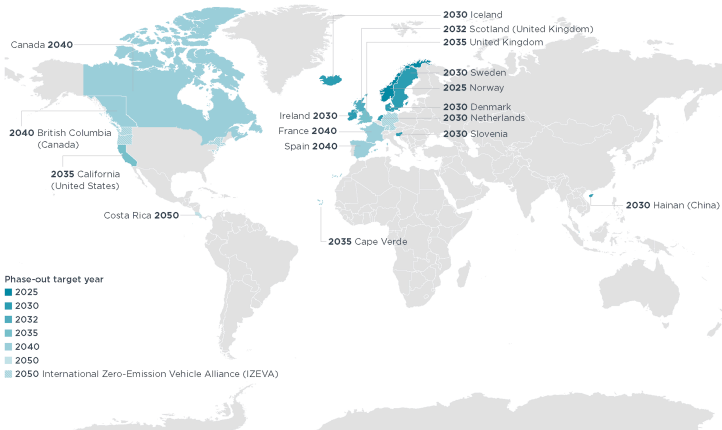 2030 Iceland
2032 Scotland (United Kingdom)
2035 United Kingdom
Canada 2040
2030 Sweden
2025 Norway
2030 Denmark
2030 Netherlands
2030 Slovenia
Ireland 2030
France 2040
Spain 2040
2040 British Columbia
(Canada)
2035 California
(United States)
Costa Rica 2050
2030 Hainan (China)
2035 Cape Verde
Phase-out target year
2025
2030
2032
2035
2040
2050
2050 International Zero-Emission Vehicle Alliance (IZEVA)